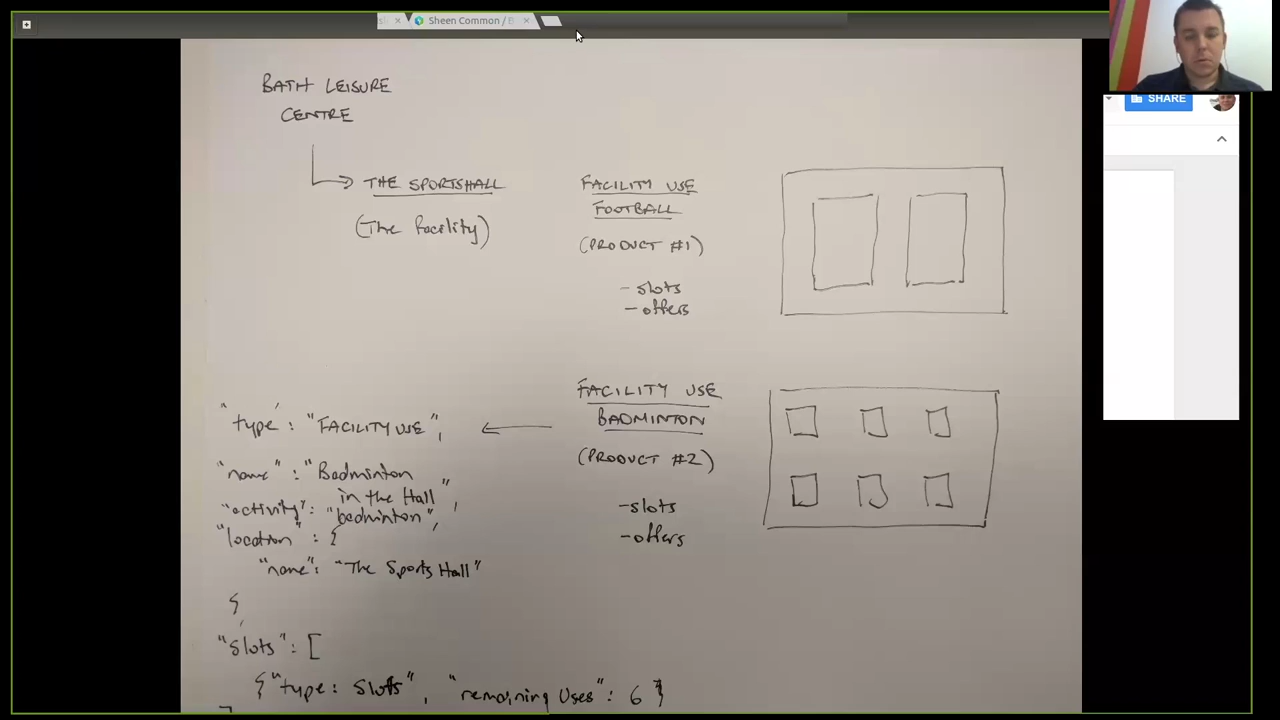 Sheen Common / B
SHARE
BATH LEISURE
CENTRE
THE SPORTSHALL
(The facility)
FACILITY USE
FOOTBALL
(PRODUCT #1)
- slots
- offers
FACILITY USE
BADMINTON
(PRODUCT #2)
- slots
- offers
"type": "FACILITY USE",
"name": "Badminton
in the Hall",
"activity": "badminton",
"location": {
"name": "The Sports Hall"
}
"slots": [
{"type: Slots", "remaining Uses": 6 }
]